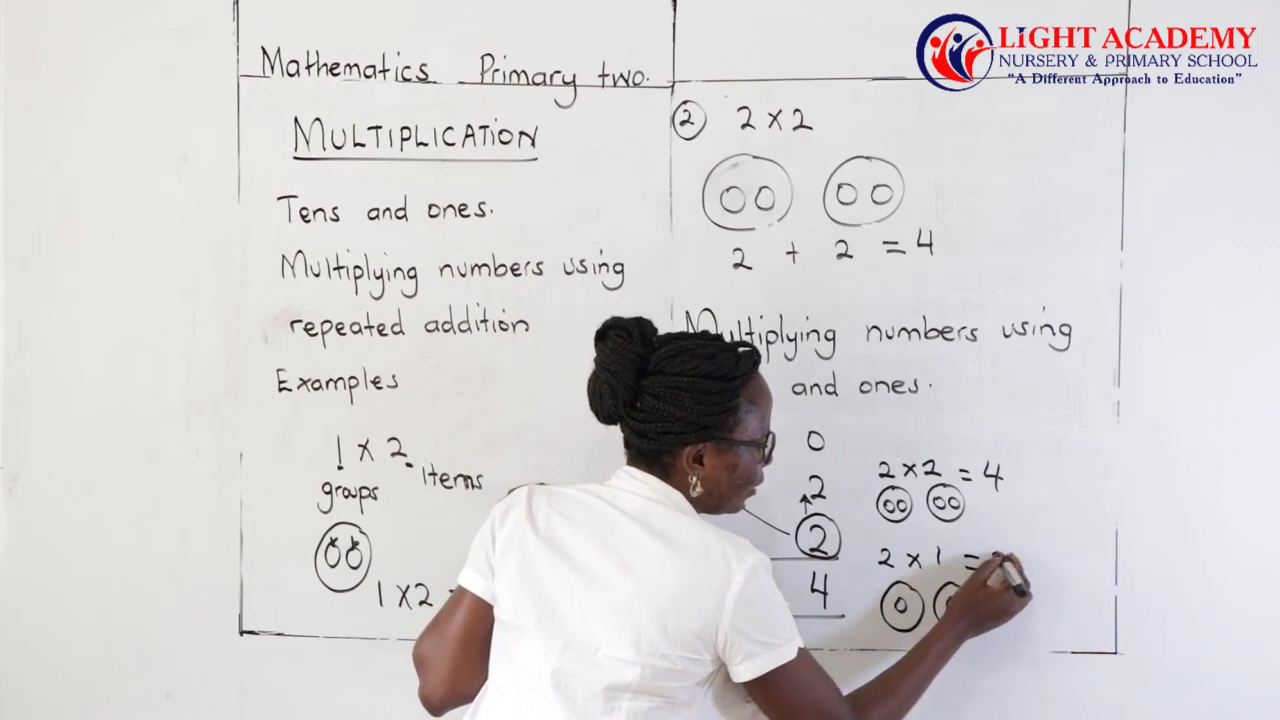 LiGHT ACADEMY
NURSERY & PRIMARY SCHOOL
"A Different Approach to Education"
Mathematics Primary two.
MULTIPLICATION
Tens and ones.
Multiplying numbers using
repeated addition
Examples
1 × 2
groups Items
1 × 2
② 2 × 2
2 + 2 = 4
Multiplying numbers using
and ones.
0
2
2
4
2 × 2 = 4
2 × 1 =